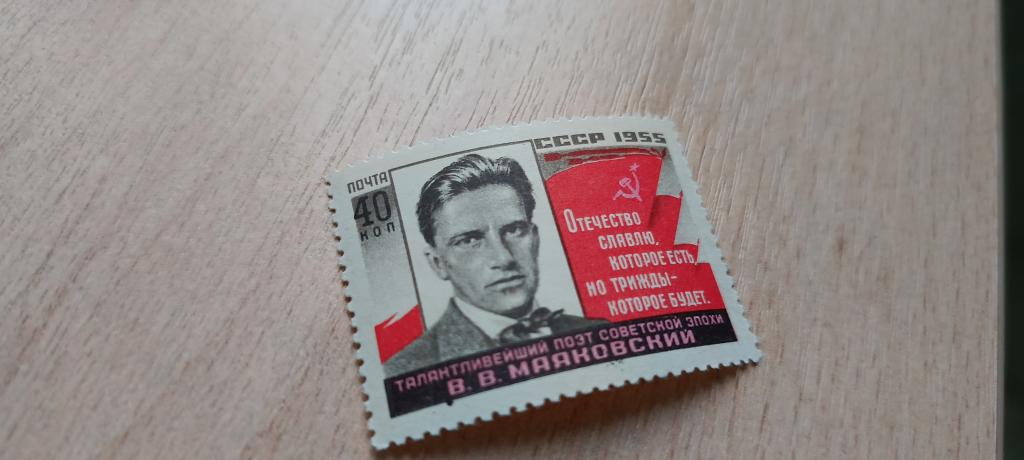 ПОЧТА
СССР 1955
40
КОП
ОТЕЧЕСТВО
СЛАВЛЮ,
КОТОРОЕ ЕСТЬ,
НО ТРИЖДЫ-
КОТОРОЕ БУДЕТ.
ТАЛАНТЛИВЕЙШИЙ ПОЭТ СОВЕТСКОЙ ЭПОХИ
В. В. МАЯКОВСКИЙ